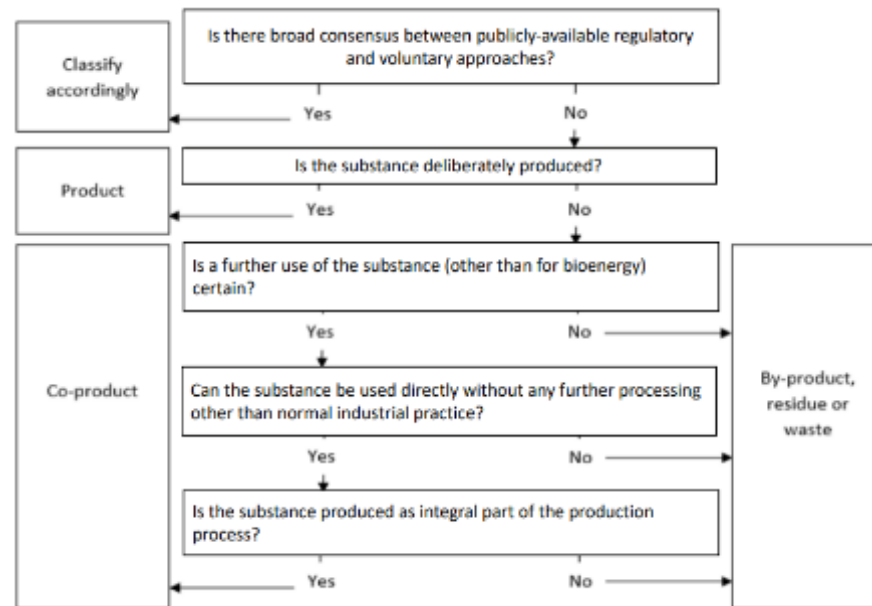 Is there broad consensus between publicly-available regulatory
and voluntary approaches?
Classify
accordingly
Yes
No
Is the substance deliberately produced?
Product
Yes
No
Is a further use of the substance (other than for bioenergy)
certain?
Yes
No
Co-product
Can the substance be used directly without any further processing
other than normal industrial practice?
By-product,
residue or
waste
Yes
No
Is the substance produced as integral part of the production
process?
Yes
No